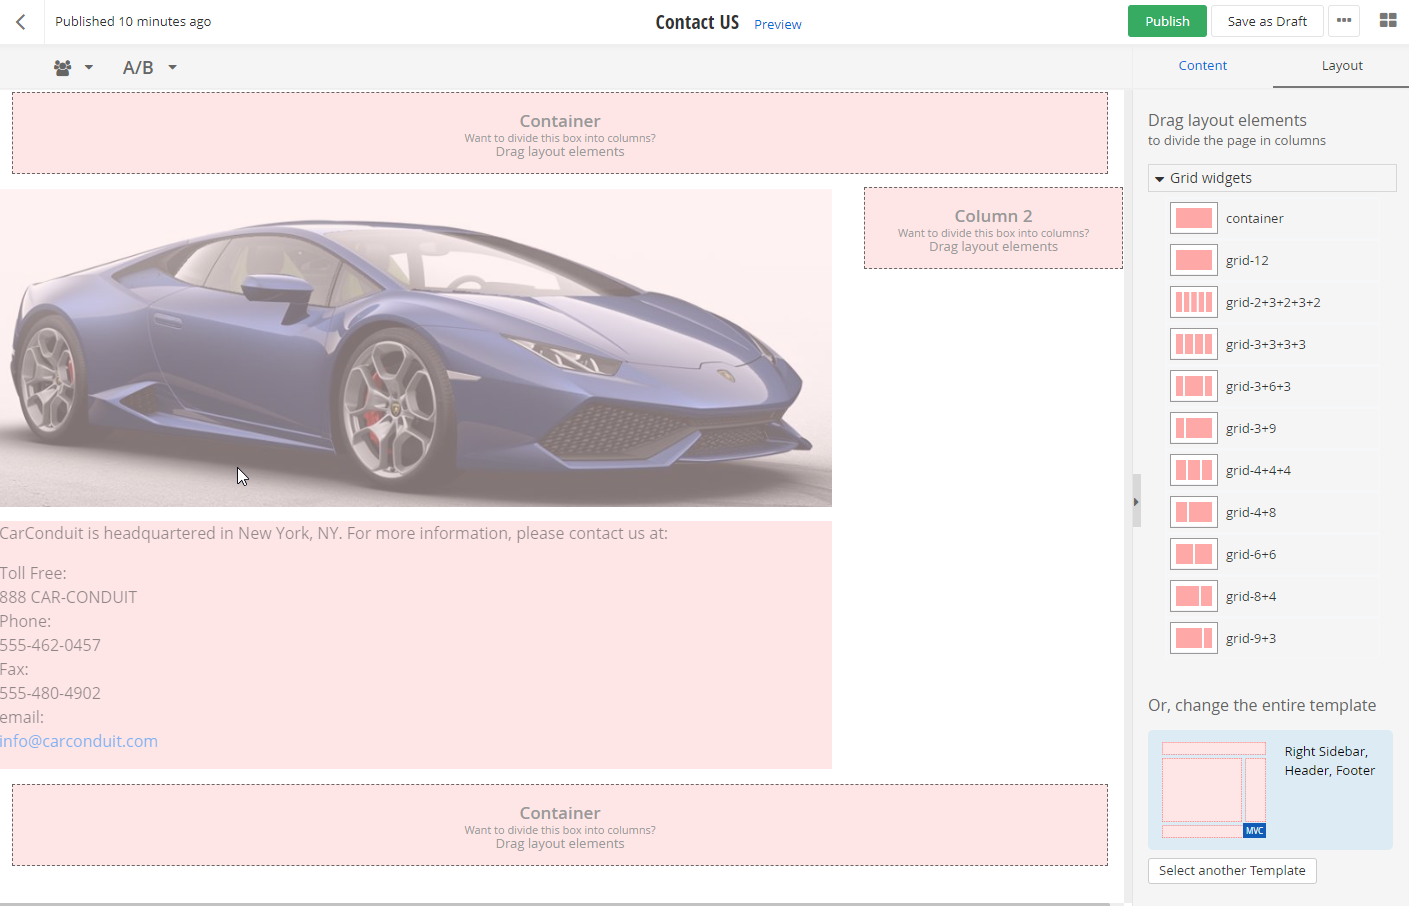 Published 10 minutes ago
Contact US
Preview
Publish
Save as Draft
A/B
Content
Layout
Container
Want to divide this box into columns?
Drag layout elements
Column 2
Want to divide this box into columns?
Drag layout elements
CarConduit is headquartered in New York, NY. For more information, please contact us at:
Toll Free:
888 CAR-CONDUIT
Phone:
555-462-0457
Fax:
555-480-4902
email:
info@carconduit.com
Container
Want to divide this box into columns?
Drag layout elements
Drag layout elements
to divide the page in columns
Grid widgets
container
grid-12
grid-2+3+2+3+2
grid-3+3+3+3
grid-3+6+3
grid-3+9
grid-4+4+4
grid-4+8
grid-6+6
grid-8+4
grid-9+3
Or, change the entire template
Right Sidebar,
Header, Footer
MVC
Select another Template